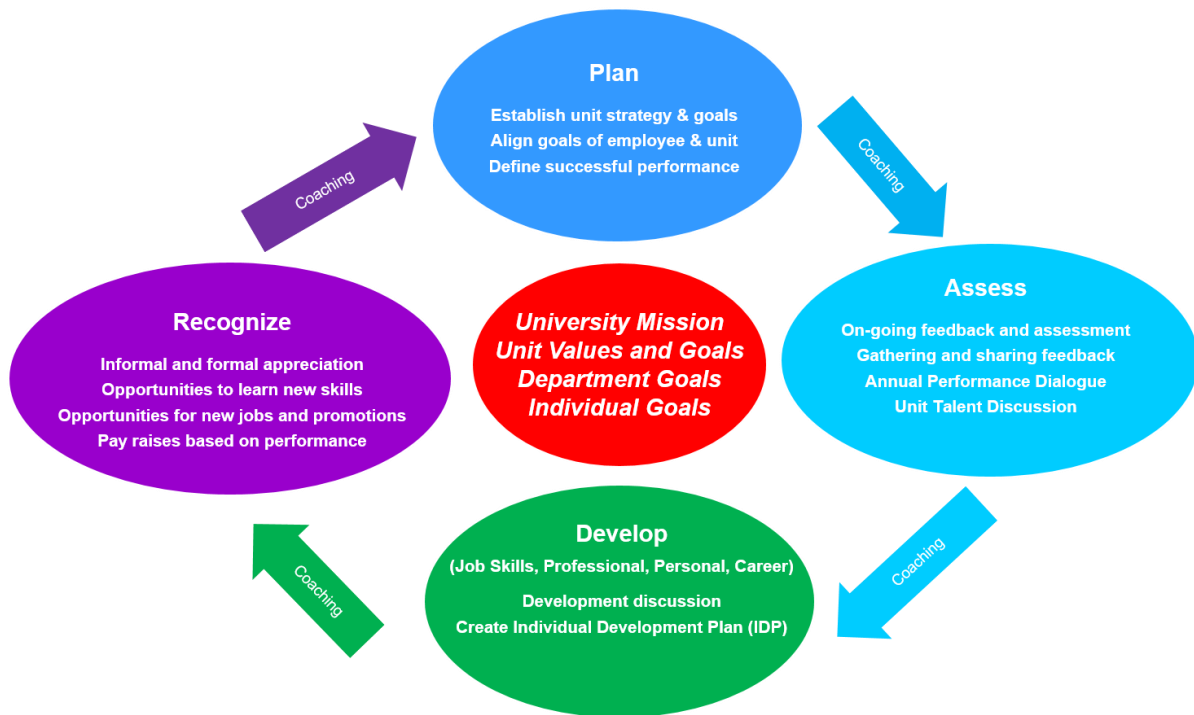 Plan
Establish unit strategy & goals
Align goals of employee & unit
Define successful performance
Coaching
Assess
On-going feedback and assessment
Gathering and sharing feedback
Annual Performance Dialogue
Unit Talent Discussion
Coaching
Develop
(Job Skills, Professional, Personal, Career)
Development discussion
Create Individual Development Plan (IDP)
Coaching
Recognize
Informal and formal appreciation
Opportunities to learn new skills
Opportunities for new jobs and promotions
Pay raises based on performance
Coaching
University Mission
Unit Values and Goals
Department Goals
Individual Goals